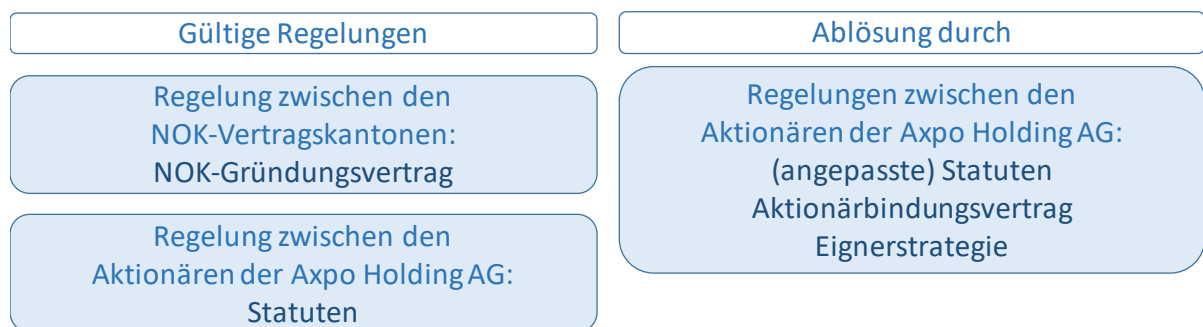 Gültige Regelungen
Regelung zwischen den
NOK-Vertragskantonen:
NOK-Gründungsvertrag
Regelung zwischen den
Aktionären der Axpo Holding AG:
Statuten
Ablösung durch
Regelungen zwischen den
Aktionären der Axpo Holding AG:
(angepasste) Statuten
Aktionärbindungsvertrag
Eignerstrategie